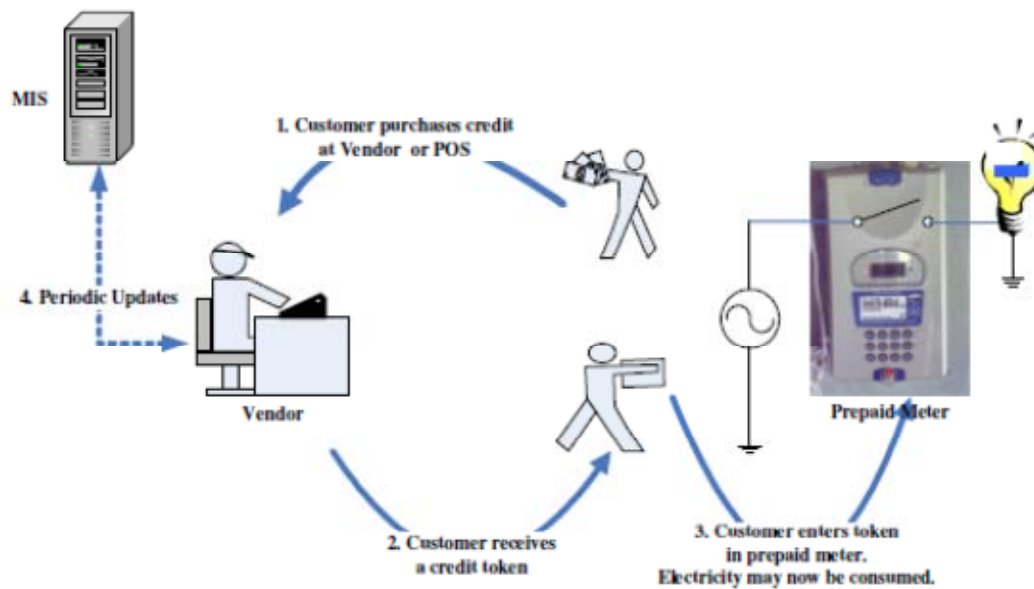 MIS
1. Customer purchases credit
at Vendor or POS
4. Periodic Updates
Vendor
Prepaid Meter
2. Customer receives
a credit token
3. Customer enters token
in prepaid meter.
Electricity may now be consumed.